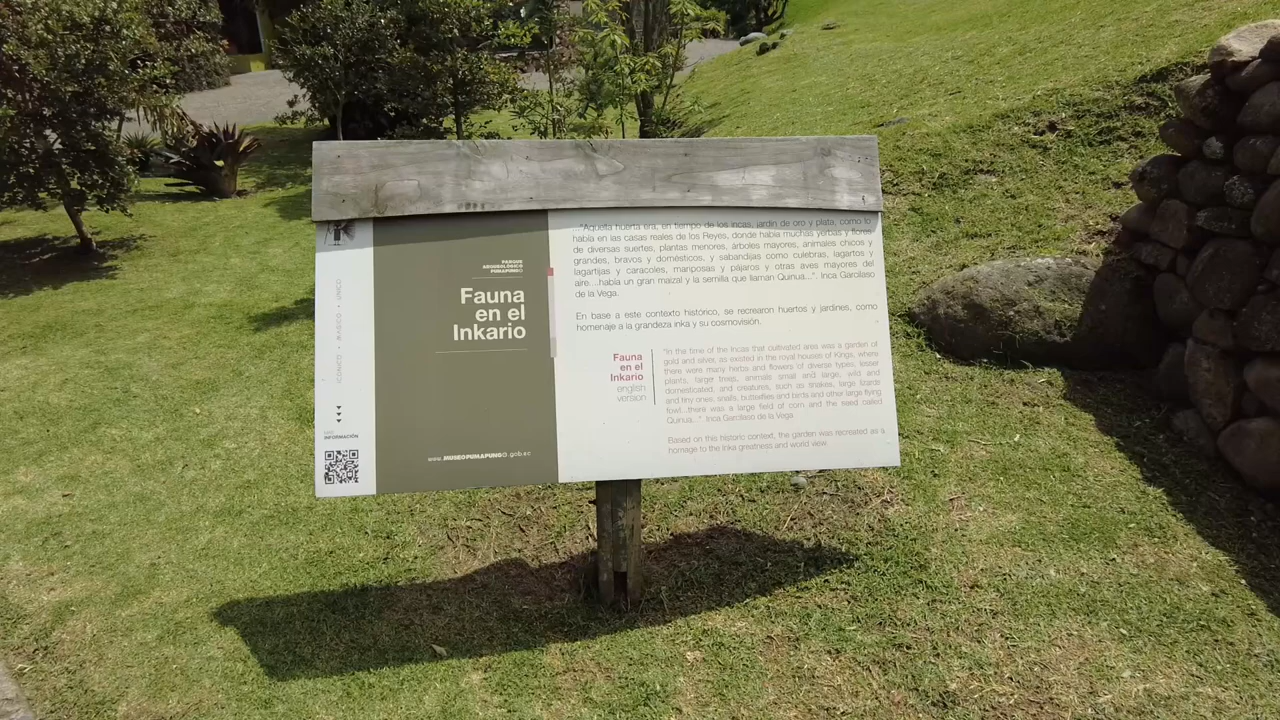 PARQUE
ARQUEOLÓGICO
PUMAPUNGO
Fauna
en el
Inkario
www.MUSEOPUMAPUNGO.gob.ec
ICÓNICO • MUSEO • ÚNICO
INFORMACIÓN
"Aquella huerta era, en tiempo de los incas, jardín de oro y plata, como lo
había en las casas reales de los Reyes, donde había muchas yerbas y flores
de diversas suertes, plantas menores, árboles mayores, animales chicos y
grandes, bravos y domésticos, y sabandijas como culebras, lagartos y
lagartijas y caracoles, mariposas y pájaros y otras aves mayores del
aire....había un gran maizal y la semilla que llaman Quinua...". Inca Garcilaso
de la Vega.
En base a este contexto histórico, se recrearon huertos y jardines, como
homenaje a la grandeza inka y su cosmovisión.
Fauna
en el
Inkario
english
version
"In the time of the Incas that cultivated area was a garden of
gold and silver, as existed in the royal houses of Kings, where
there were many herbs and flowers of diverse types, lesser
plants, large trees, animals small and large, wild and
domesticated, and creatures, such as snakes, large lizards
and tiny ones, snails, butterflies and birds and other large flying
fowl...there was a large field of corn and the seed called
Quinua...". Inca Garcilaso de la Vega
Based on this historic context, the garden was recreated as a
homage to the Inka greatness and world view.